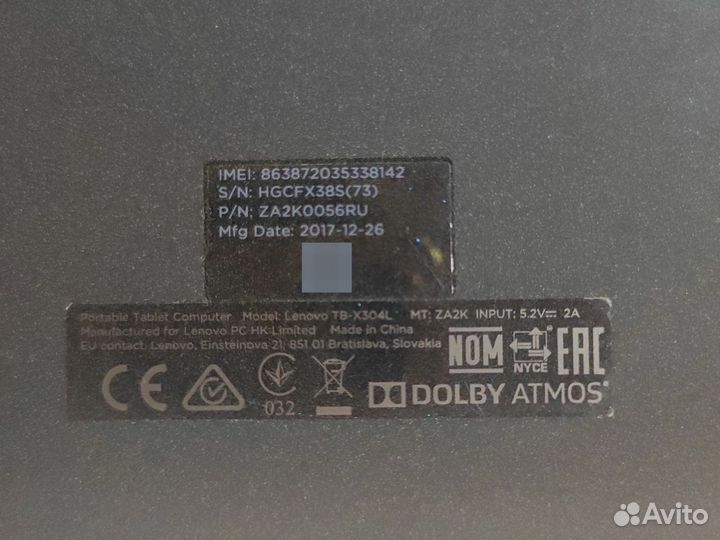 IMEI: 863872035338142
S/N: HGCFX38S(73)
P/N: ZA2K0056RU
Mfg Date: 2017-12-26
Portable Tablet Computer Model: Lenovo TB-X304L MT: ZA2K INPUT: 5.2V⎓ 2A
Manufactured for Lenovo PC HK Limited Made in China
EU contact: Lenovo, Einsteinova 21, 851 01 Bratislava, Slovakia
NOM NYCE EAC
CE 032 DOLBY ATMOS®
Avito